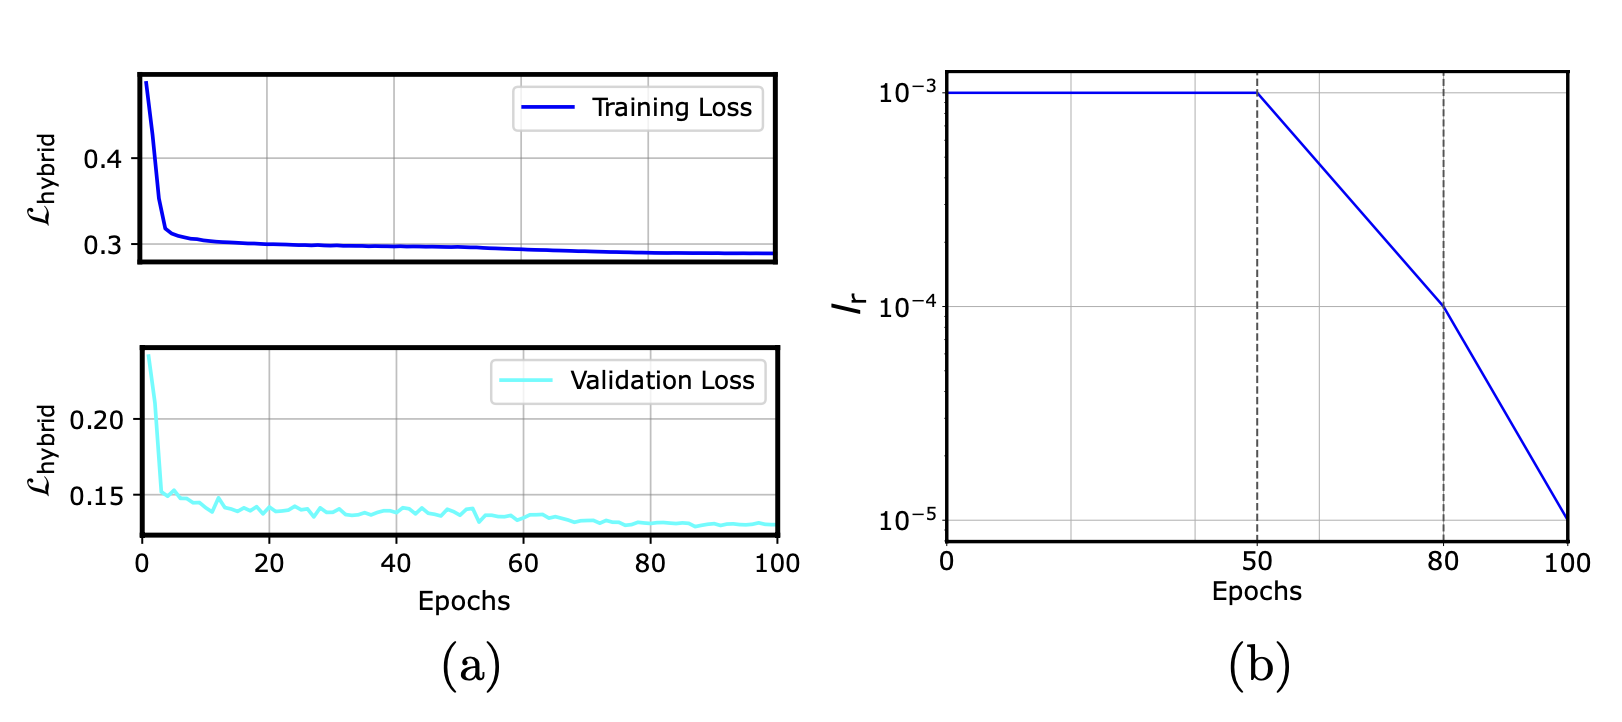 Training Loss
ℒhybrid
0.4
0.3
Validation Loss
ℒhybrid
0.20
0.15
0 20 40 60 80 100
Epochs
(a)
10⁻³
10⁻⁴
10⁻⁵
lr
0 50 80 100
Epochs
(b)